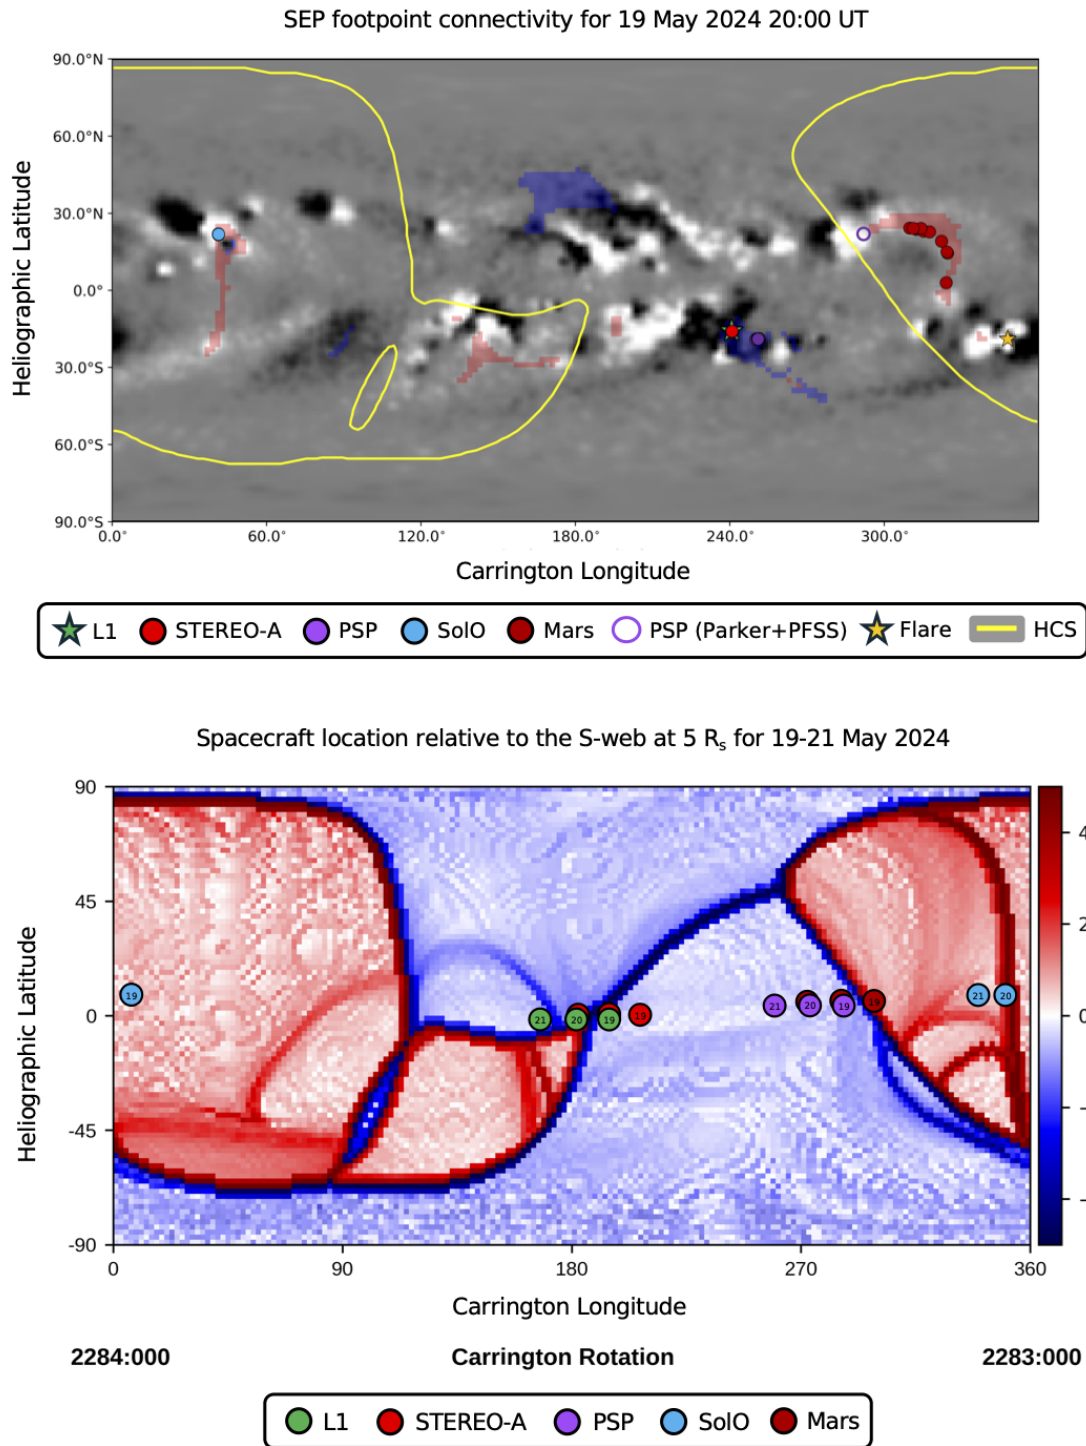 SEP footpoint connectivity for 19 May 2024 20:00 UT
90.0°N
60.0°N
30.0°N
0.0°
30.0°S
60.0°S
90.0°S
Heliographic Latitude
0.0° 60.0° 120.0° 180.0° 240.0° 300.0°
Carrington Longitude
L1 STEREO-A PSP SolO Mars PSP (Parker+PFSS) Flare HCS
Spacecraft location relative to the S-web at 5 Rs for 19-21 May 2024
90
45
0
-45
-90
Heliographic Latitude
19 21 20 19 19 21 20 19 19 21 20
4
2
0
-
-
0 90 180 270 360
Carrington Longitude
2284:000 Carrington Rotation 2283:000
L1 STEREO-A PSP SolO Mars